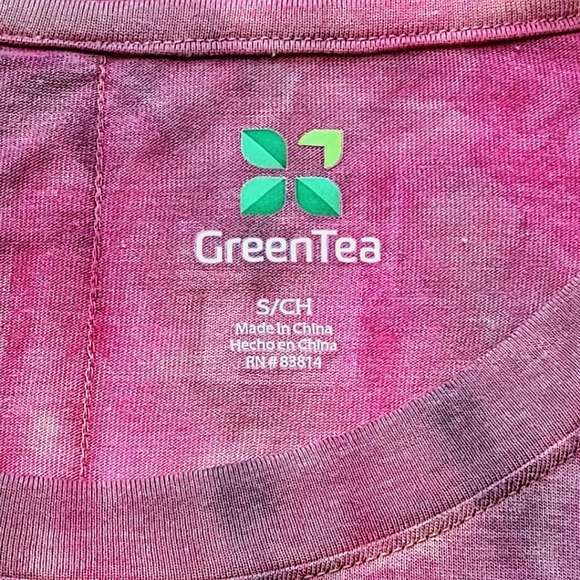 GreenTea
S/CH
Made in China
Hecho en China
RN # 83814